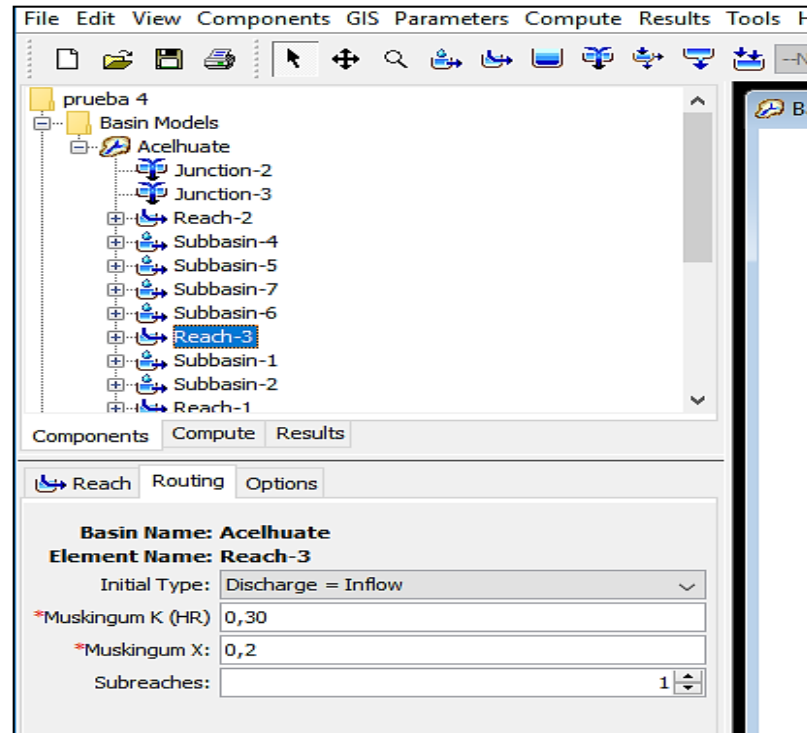 File Edit View Components GIS Parameters Compute Results Tools
prueba 4
Basin Models
Acelhuate
Junction-2
Junction-3
Reach-2
Subbasin-4
Subbasin-5
Subbasin-7
Subbasin-6
Reach-3
Subbasin-1
Subbasin-2
Reach-1
Components Compute Results
Reach Routing Options
Basin Name: Acelhuate
Element Name: Reach-3
Initial Type: Discharge = Inflow
*Muskingum K (HR) 0,30
*Muskingum X: 0,2
Subreaches: 1